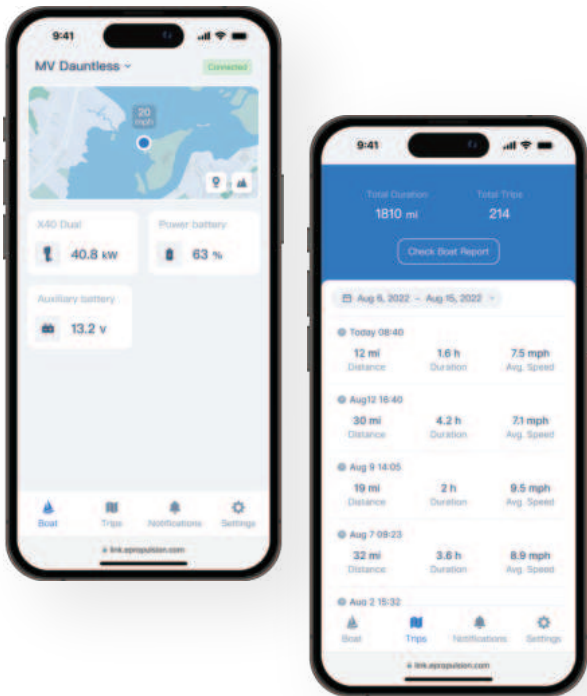 9:41
MV Dauntless
Connected
20
mph
X40 Dual
40.8 kW
Power battery
63 %
Auxiliary battery
13.2 v
Boat
Trips
Notifications
Settings
link.epropulsion.com
9:41
Total Duration
Total Trips
1810 mi
214
Check Boat Report
Aug 6, 2022 – Aug 15, 2022
Today 08:40
12 mi
1.6 h
7.5 mph
Distance
Duration
Avg. Speed
Aug12 16:40
30 mi
4.2 h
7.1 mph
Distance
Duration
Avg. Speed
Aug 9 14:05
19 mi
2 h
9.5 mph
Distance
Duration
Avg. Speed
Aug 7 09:23
32 mi
3.6 h
8.9 mph
Distance
Duration
Avg. Speed
Aug 2 15:32
Boat
Trips
Notifications
Settings
link.epropulsion.com